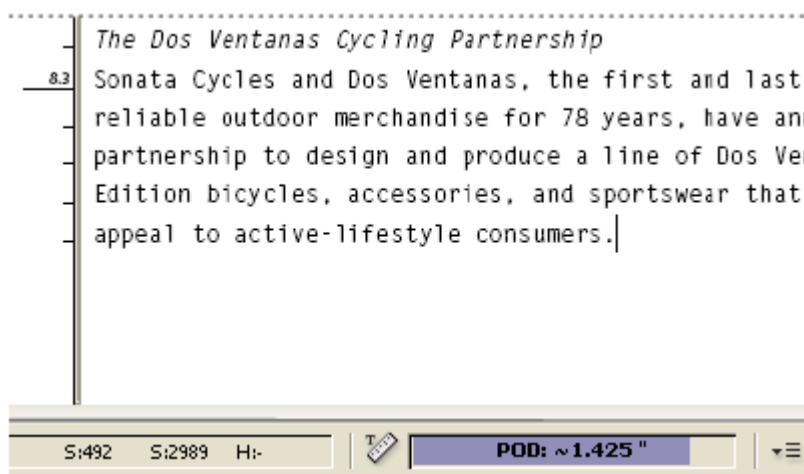 The Dos Ventanas Cycling Partnership
8.3
Sonata Cycles and Dos Ventanas, the first and last
reliable outdoor merchandise for 78 years, have an
partnership to design and produce a line of Dos Ve
Edition bicycles, accessories, and sportswear that
appeal to active-lifestyle consumers.
S:492 S:2989 H:- T POD: ~1.425 "